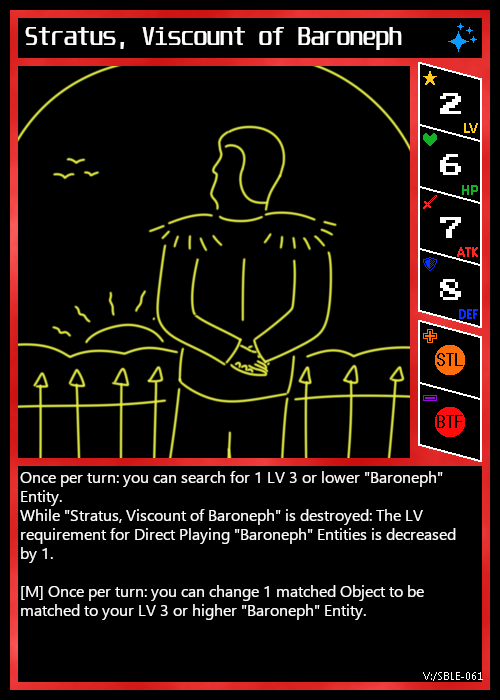 Stratus, Viscount of Baroneph
2
LV
6
HP
7
ATK
8
DEF
STL
BTF
Once per turn: you can search for 1 LV 3 or lower "Baroneph"
Entity.
While "Stratus, Viscount of Baroneph" is destroyed: The LV
requirement for Direct Playing "Baroneph" Entities is decreased
by 1.
[M] Once per turn: you can change 1 matched Object to be
matched to your LV 3 or higher "Baroneph" Entity.
V:/SBLE-061